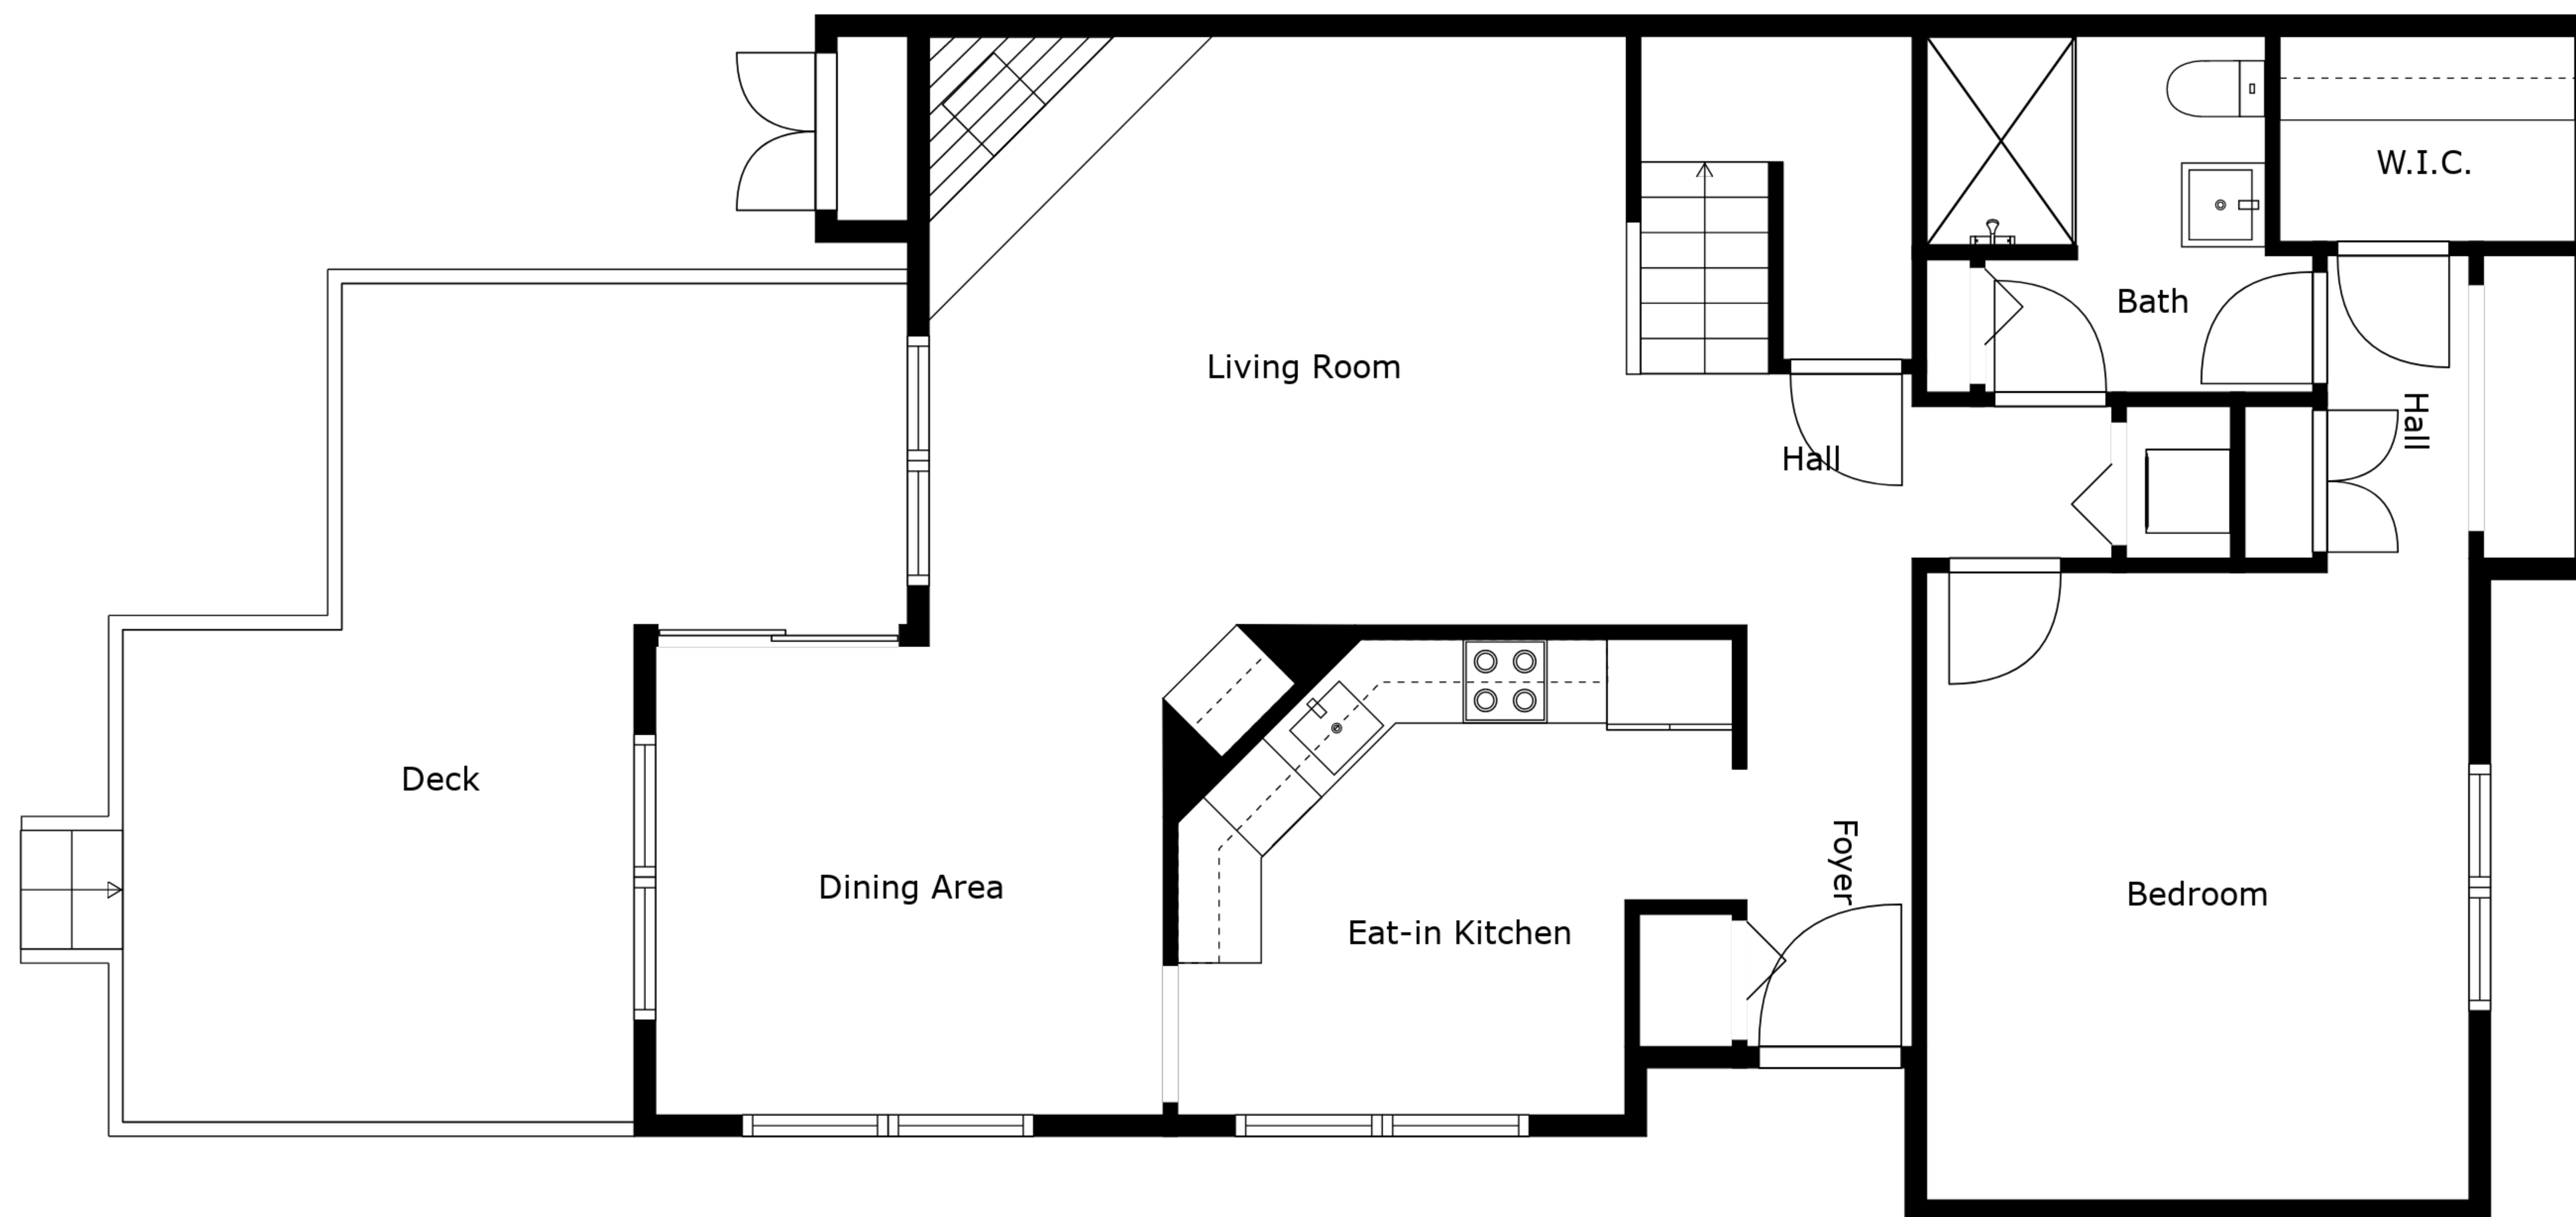 W.I.C.
Bath
Living Room
Hall
Hall
Deck
Dining Area
Foyer
Bedroom
Eat-in Kitchen